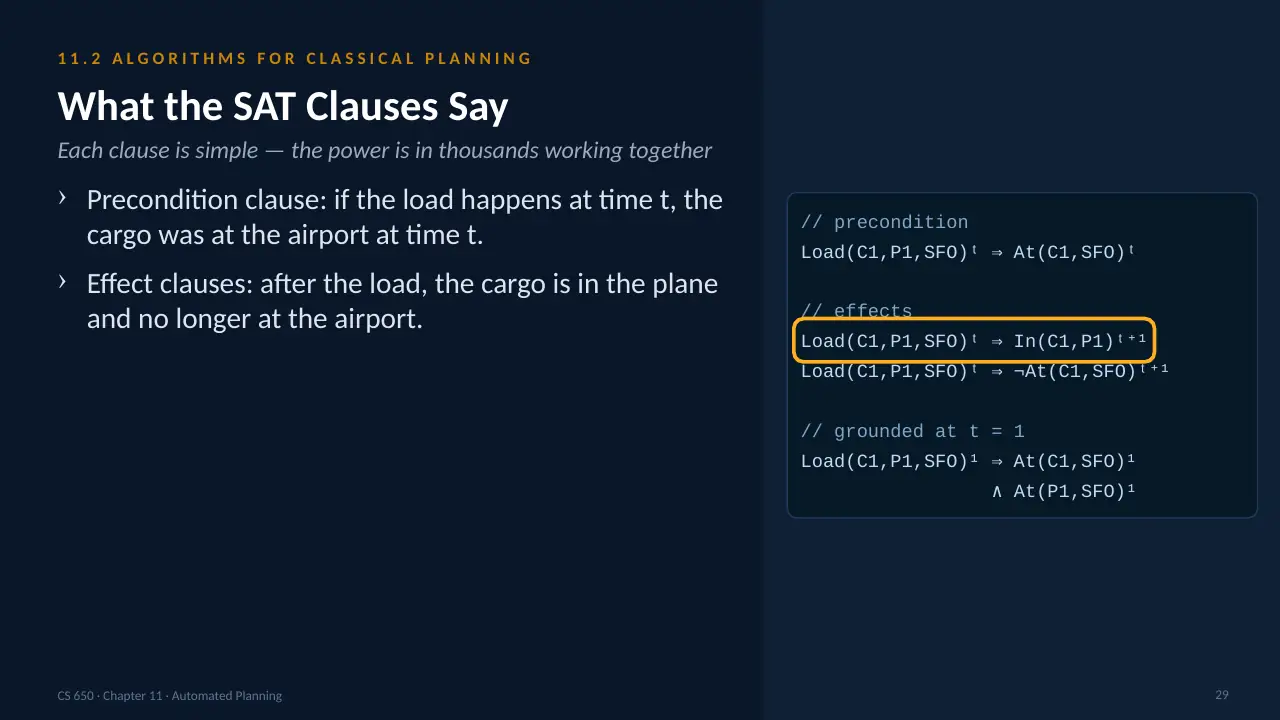 11.2 ALGORITHMS FOR CLASSICAL PLANNING
What the SAT Clauses Say
Each clause is simple — the power is in thousands working together
› Precondition clause: if the load happens at time t, the
cargo was at the airport at time t.
› Effect clauses: after the load, the cargo is in the plane
and no longer at the airport.
// precondition
Load(C1,P1,SFO)ᵗ ⇒ At(C1,SFO)ᵗ
// effects
Load(C1,P1,SFO)ᵗ ⇒ In(C1,P1)ᵗ⁺¹
Load(C1,P1,SFO)ᵗ ⇒ ¬At(C1,SFO)ᵗ⁺¹
// grounded at t = 1
Load(C1,P1,SFO)¹ ⇒ At(C1,SFO)¹
∧ At(P1,SFO)¹
CS 650 · Chapter 11 · Automated Planning
29